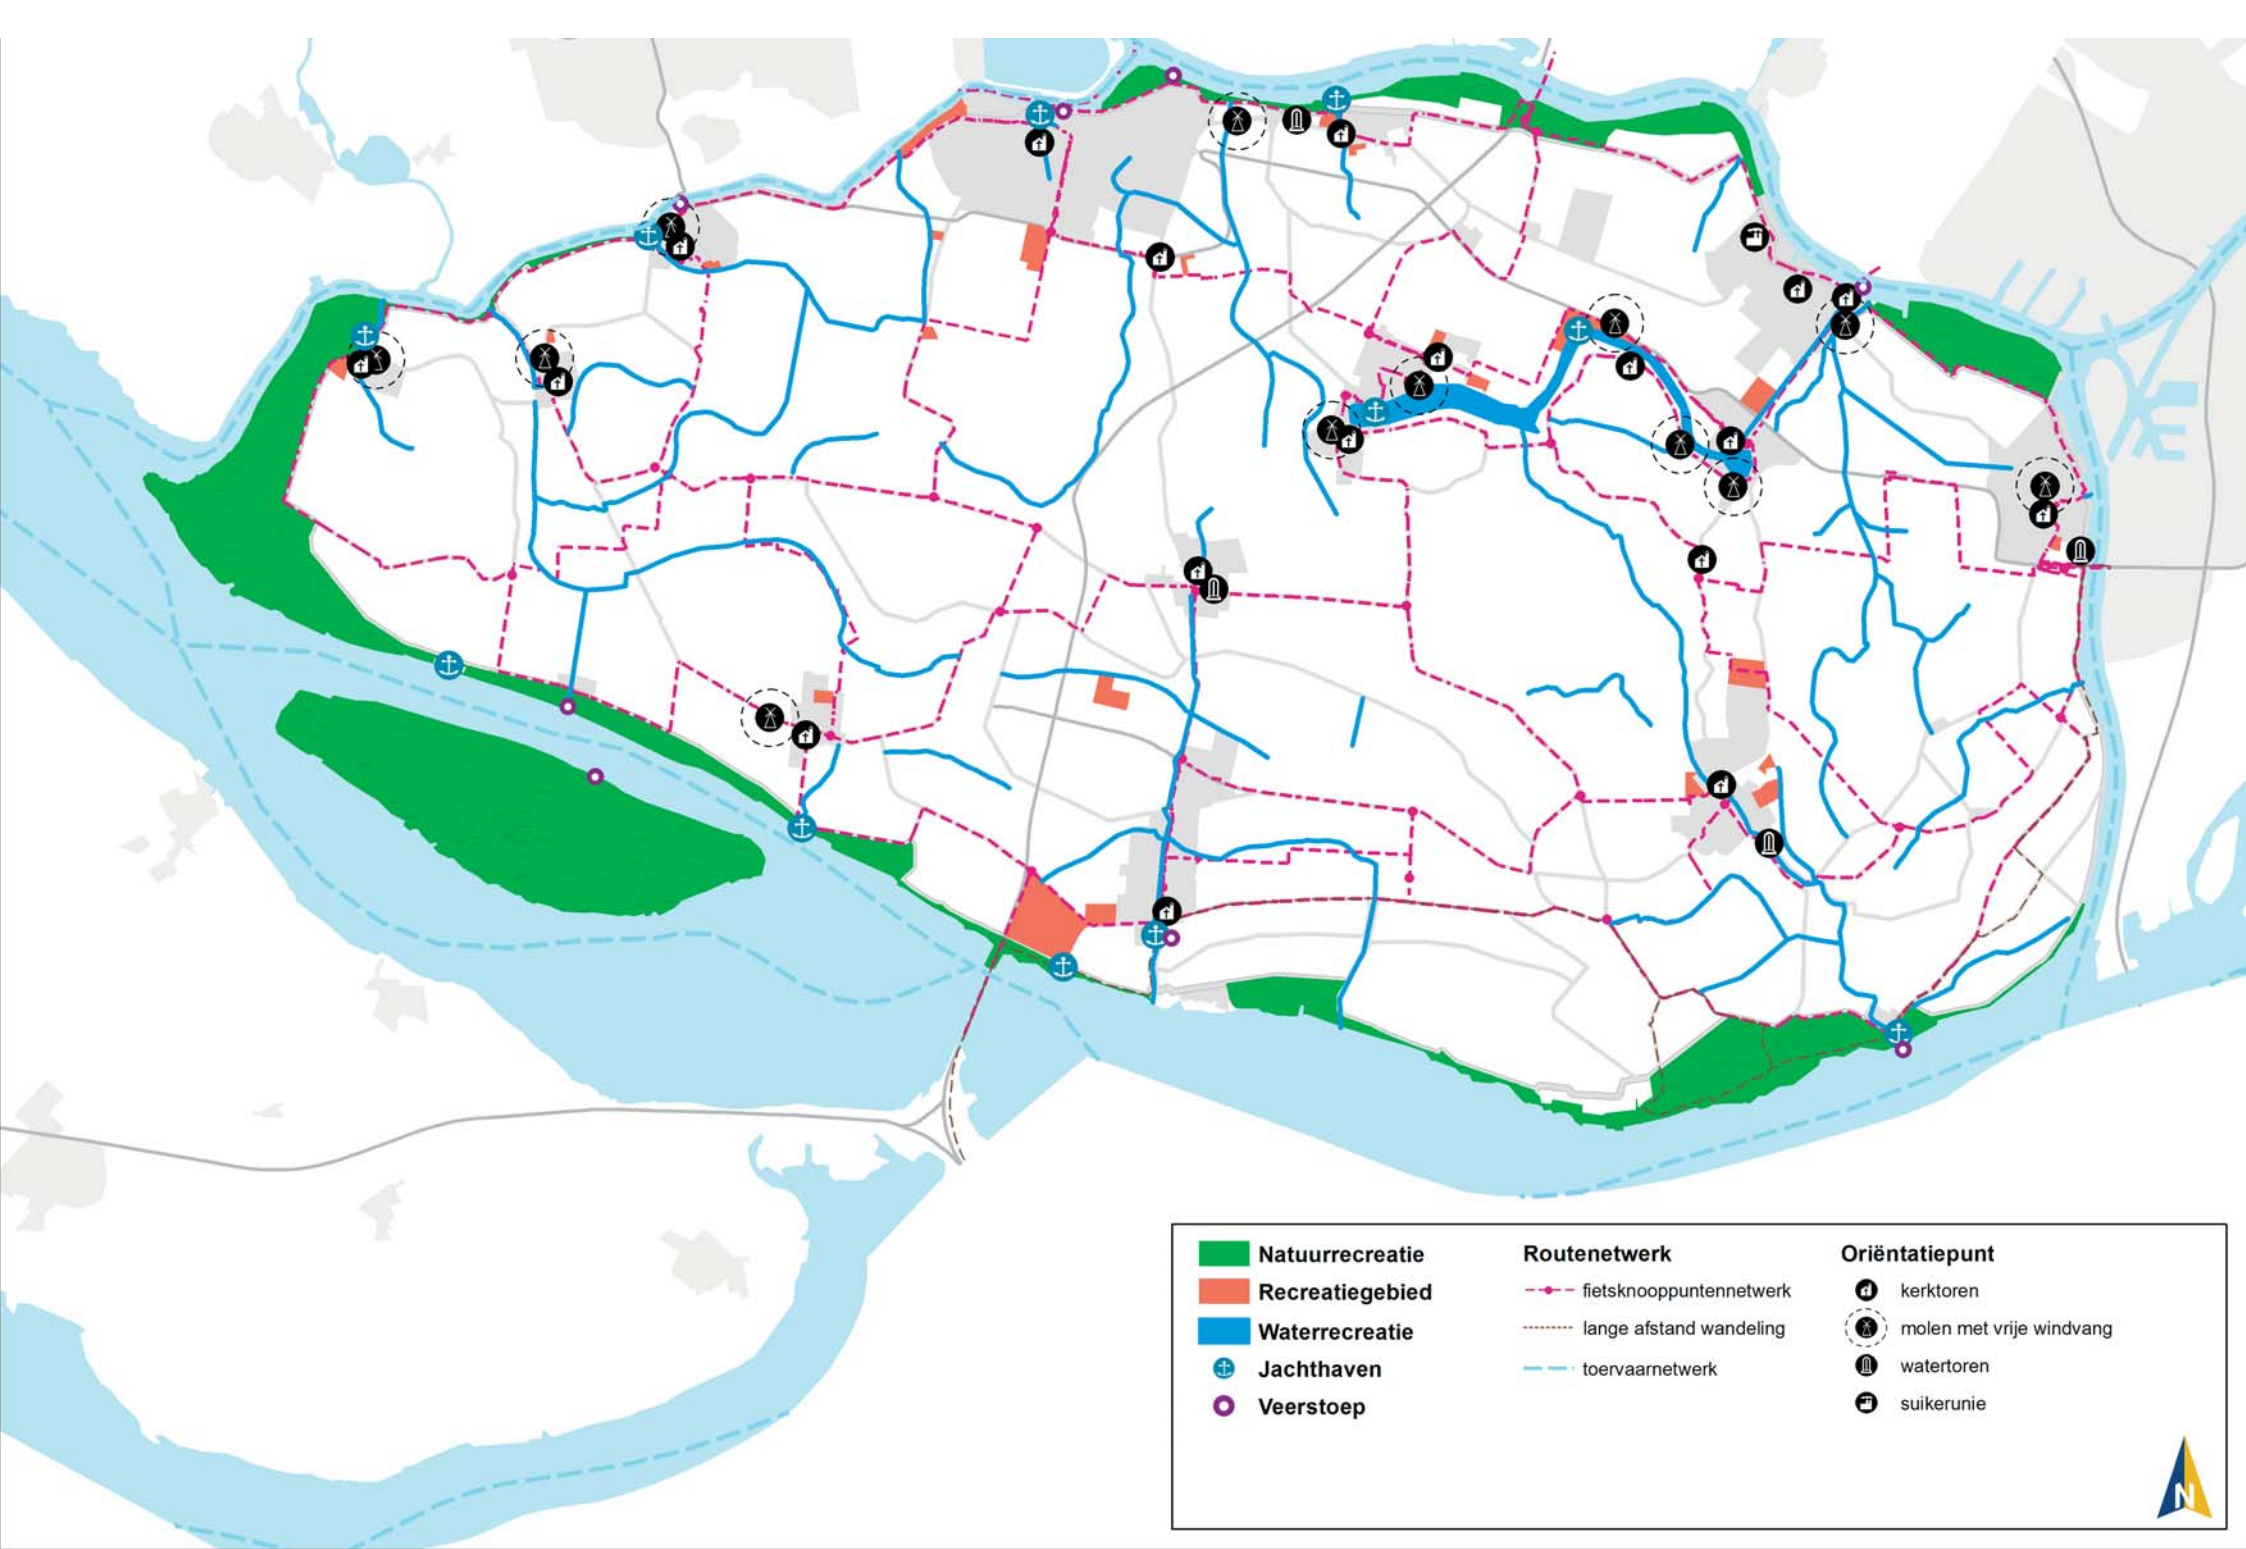 Natuurrecreatie
Recreatiegebied
Waterrecreatie
Jachthaven
Veerstoep
Routenetwerk
fietsknooppuntennetwerk
lange afstand wandeling
toervaarnetwerk
Oriëntatiepunt
kerktoren
molen met vrije windvang
watertoren
suikerunie
N